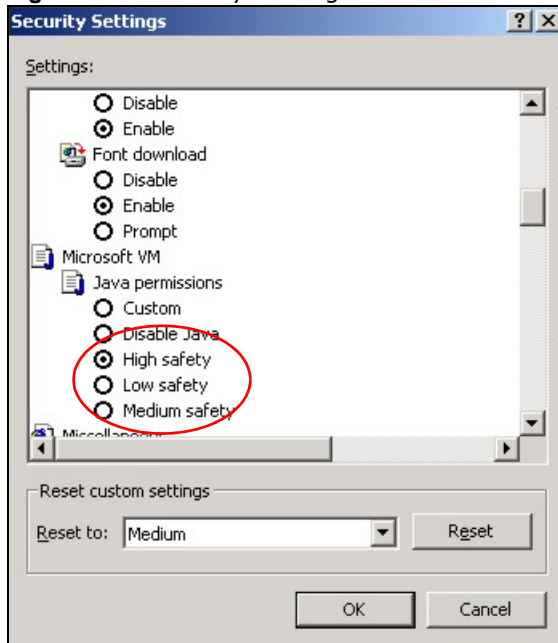 Security Settings
Settings:
Disable
Enable
Font download
Disable
Enable
Prompt
Microsoft VM
Java permissions
Custom
Disable Java
High safety
Low safety
Medium safety
Miscellaneous
Reset custom settings
Reset to: Medium Reset
OK Cancel